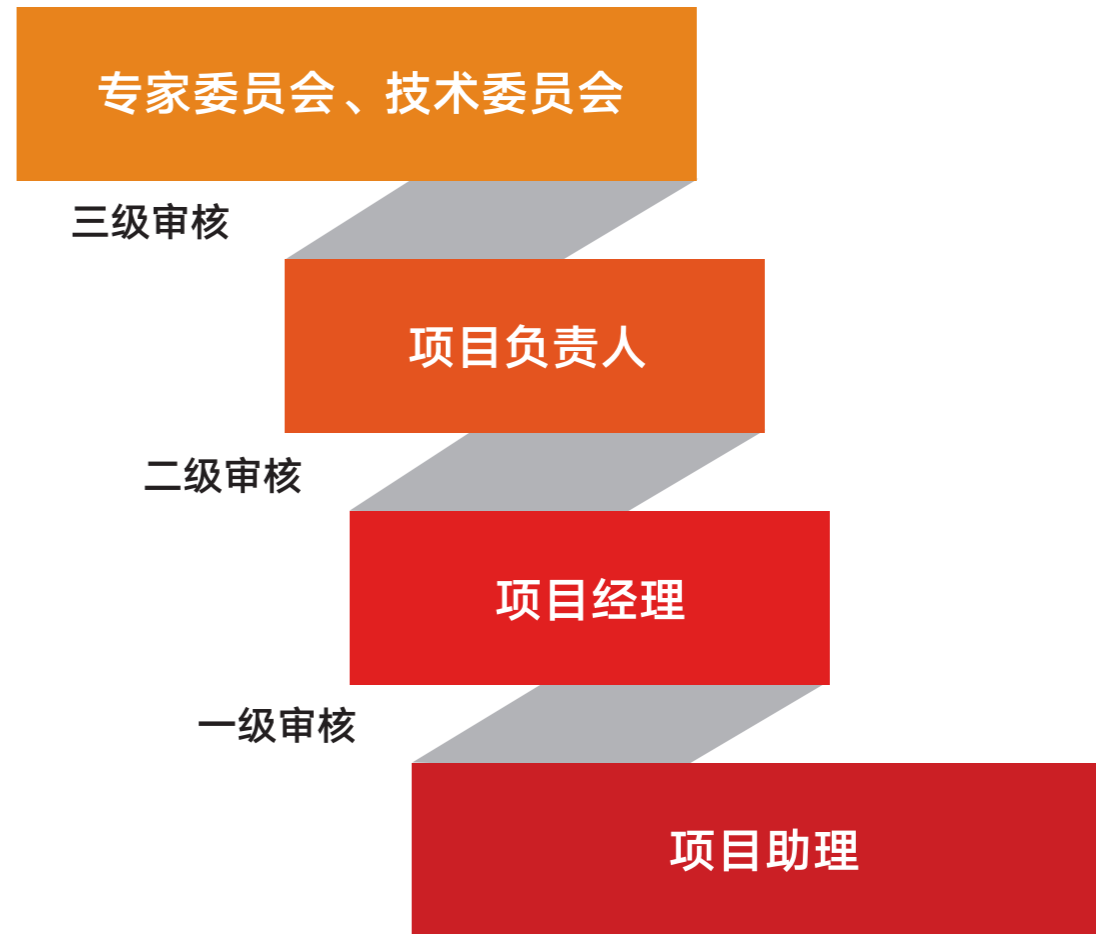 专家委员会、技术委员会
三级审核
项目负责人
二级审核
项目经理
一级审核
项目助理